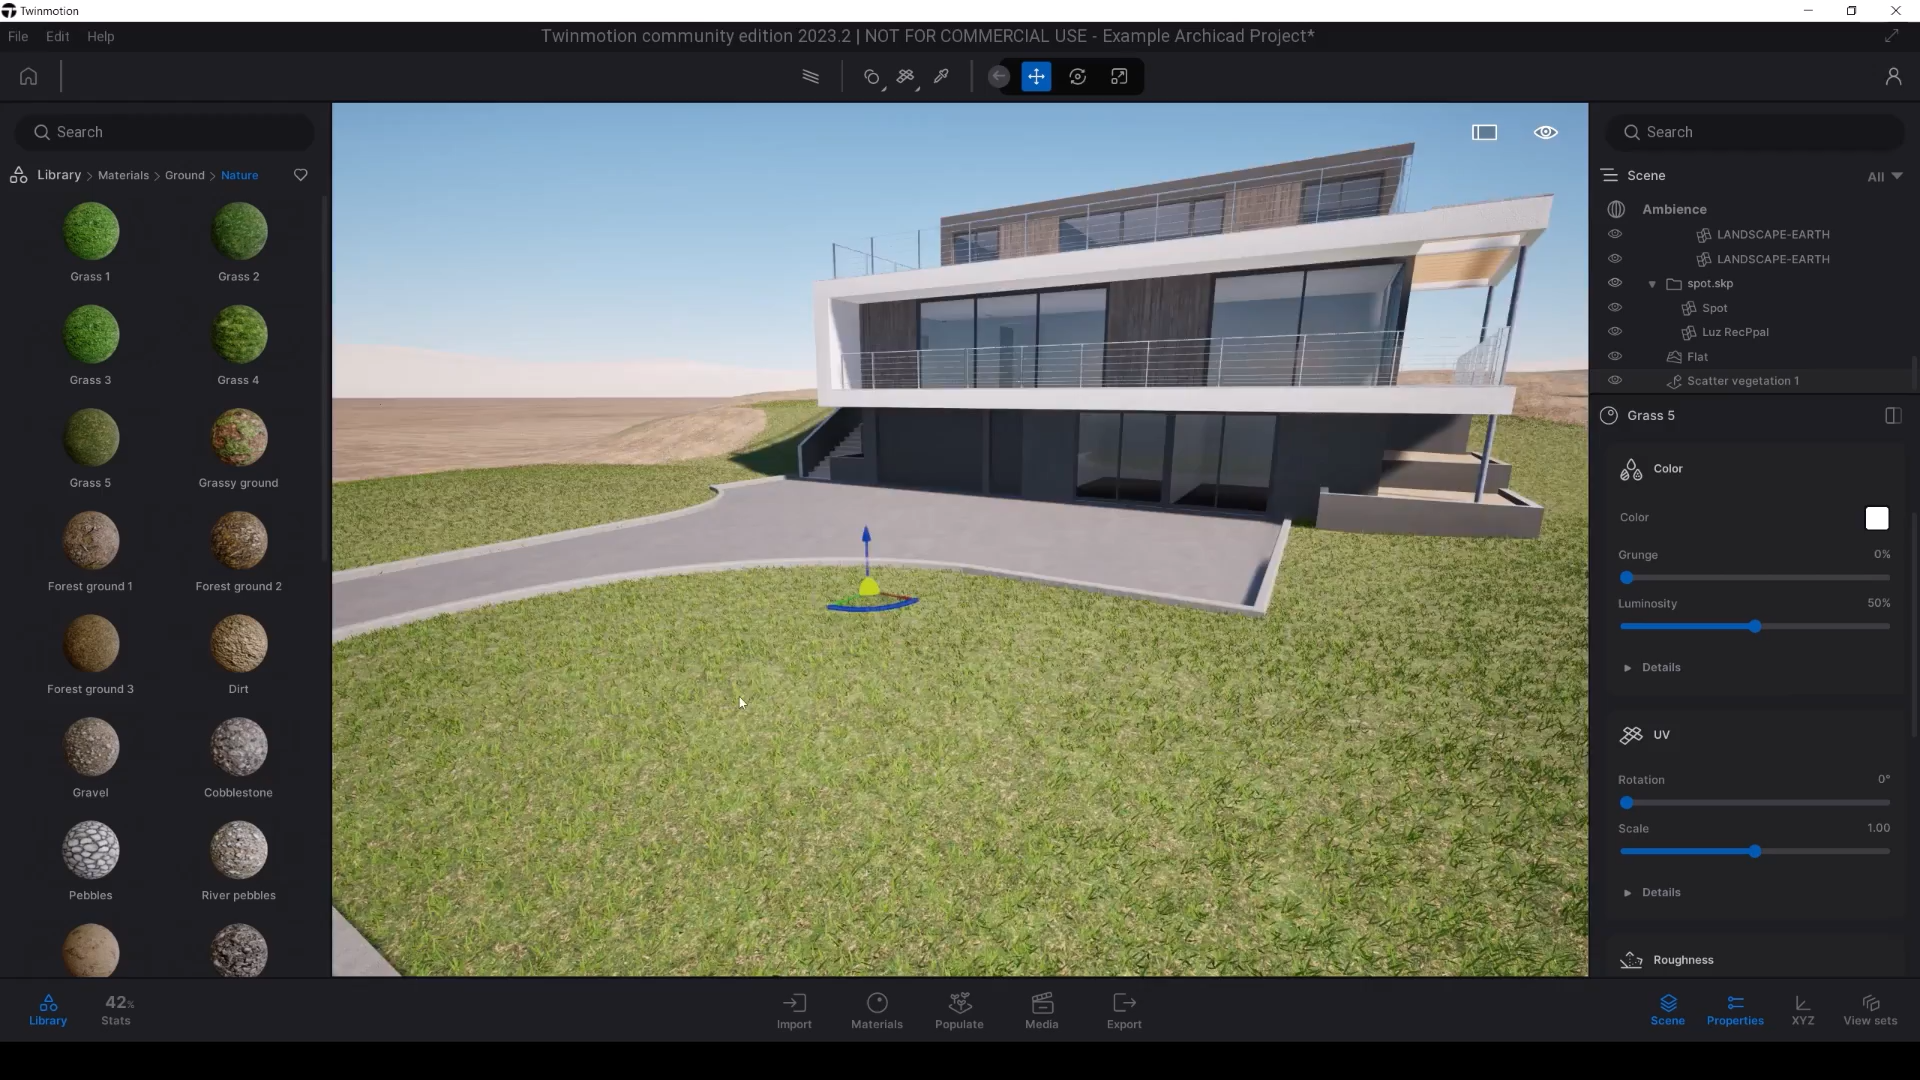 Twinmotion
File Edit Help
Twinmotion community edition 2023.2 | NOT FOR COMMERCIAL USE - Example Archicad Project*
Search
Library > Materials > Ground > Nature
Grass 1
Grass 2
Grass 3
Grass 4
Grass 5
Grassy ground
Forest ground 1
Forest ground 2
Forest ground 3
Dirt
Gravel
Cobblestone
Pebbles
River pebbles
Search
Scene
All
Ambience
LANDSCAPE-EARTH
LANDSCAPE-EARTH
spot.skp
Spot
Luz RecPpal
Flat
Scatter vegetation 1
Grass 5
Color
Color
Grunge 0%
Luminosity 50%
Details
UV
Rotation 0°
Scale 1.00
Details
Roughness
Library
42%
Stats
Import
Materials
Populate
Media
Export
Scene
Properties
XYZ
View sets